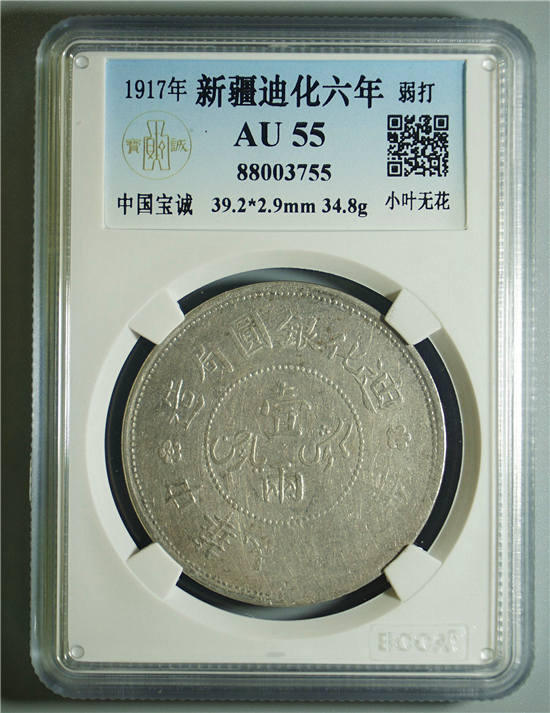 1917年 新疆迪化六年 弱打
AU 55
寶 誠
88003755
中国宝诚 39.2*2.9mm 34.8g 小叶无花
迪化銀圓局造
壹
兩
中華